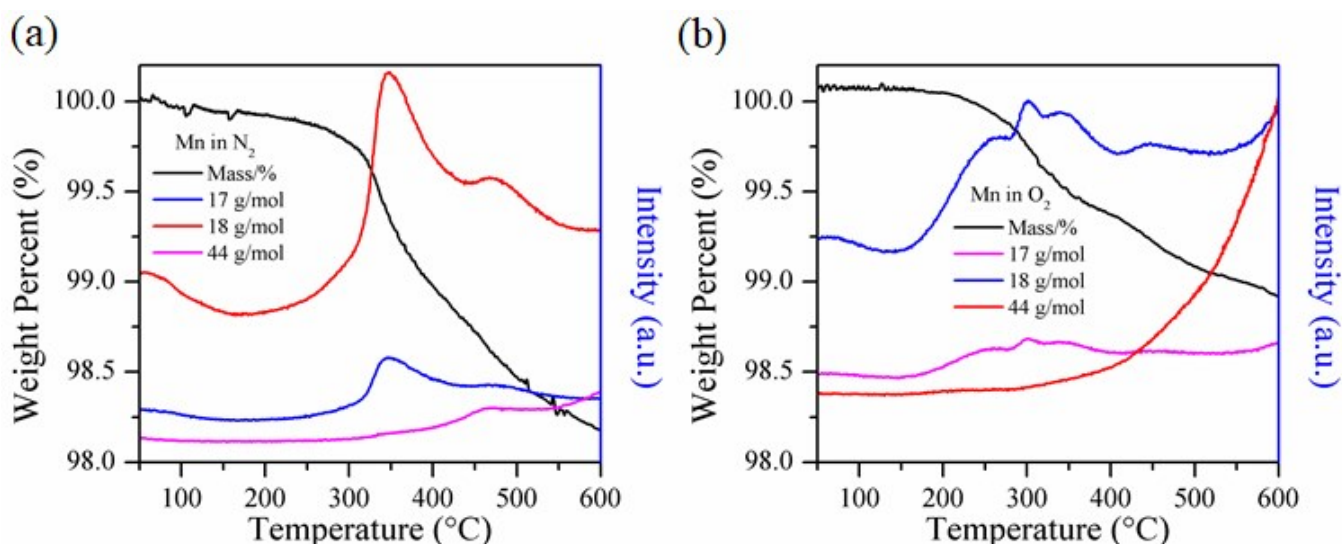 (a)
100.0
99.5
99.0
98.5
98.0
Weight Percent (%)
Mn in N₂
Mass/%
17 g/mol
18 g/mol
44 g/mol
100 200 300 400 500 600
Temperature (°C)
Intensity (a.u.)
(b)
100.0
99.5
99.0
98.5
98.0
Weight Percent (%)
Mn in O₂
Mass/%
17 g/mol
18 g/mol
44 g/mol
100 200 300 400 500 600
Temperature (°C)
Intensity (a.u.)